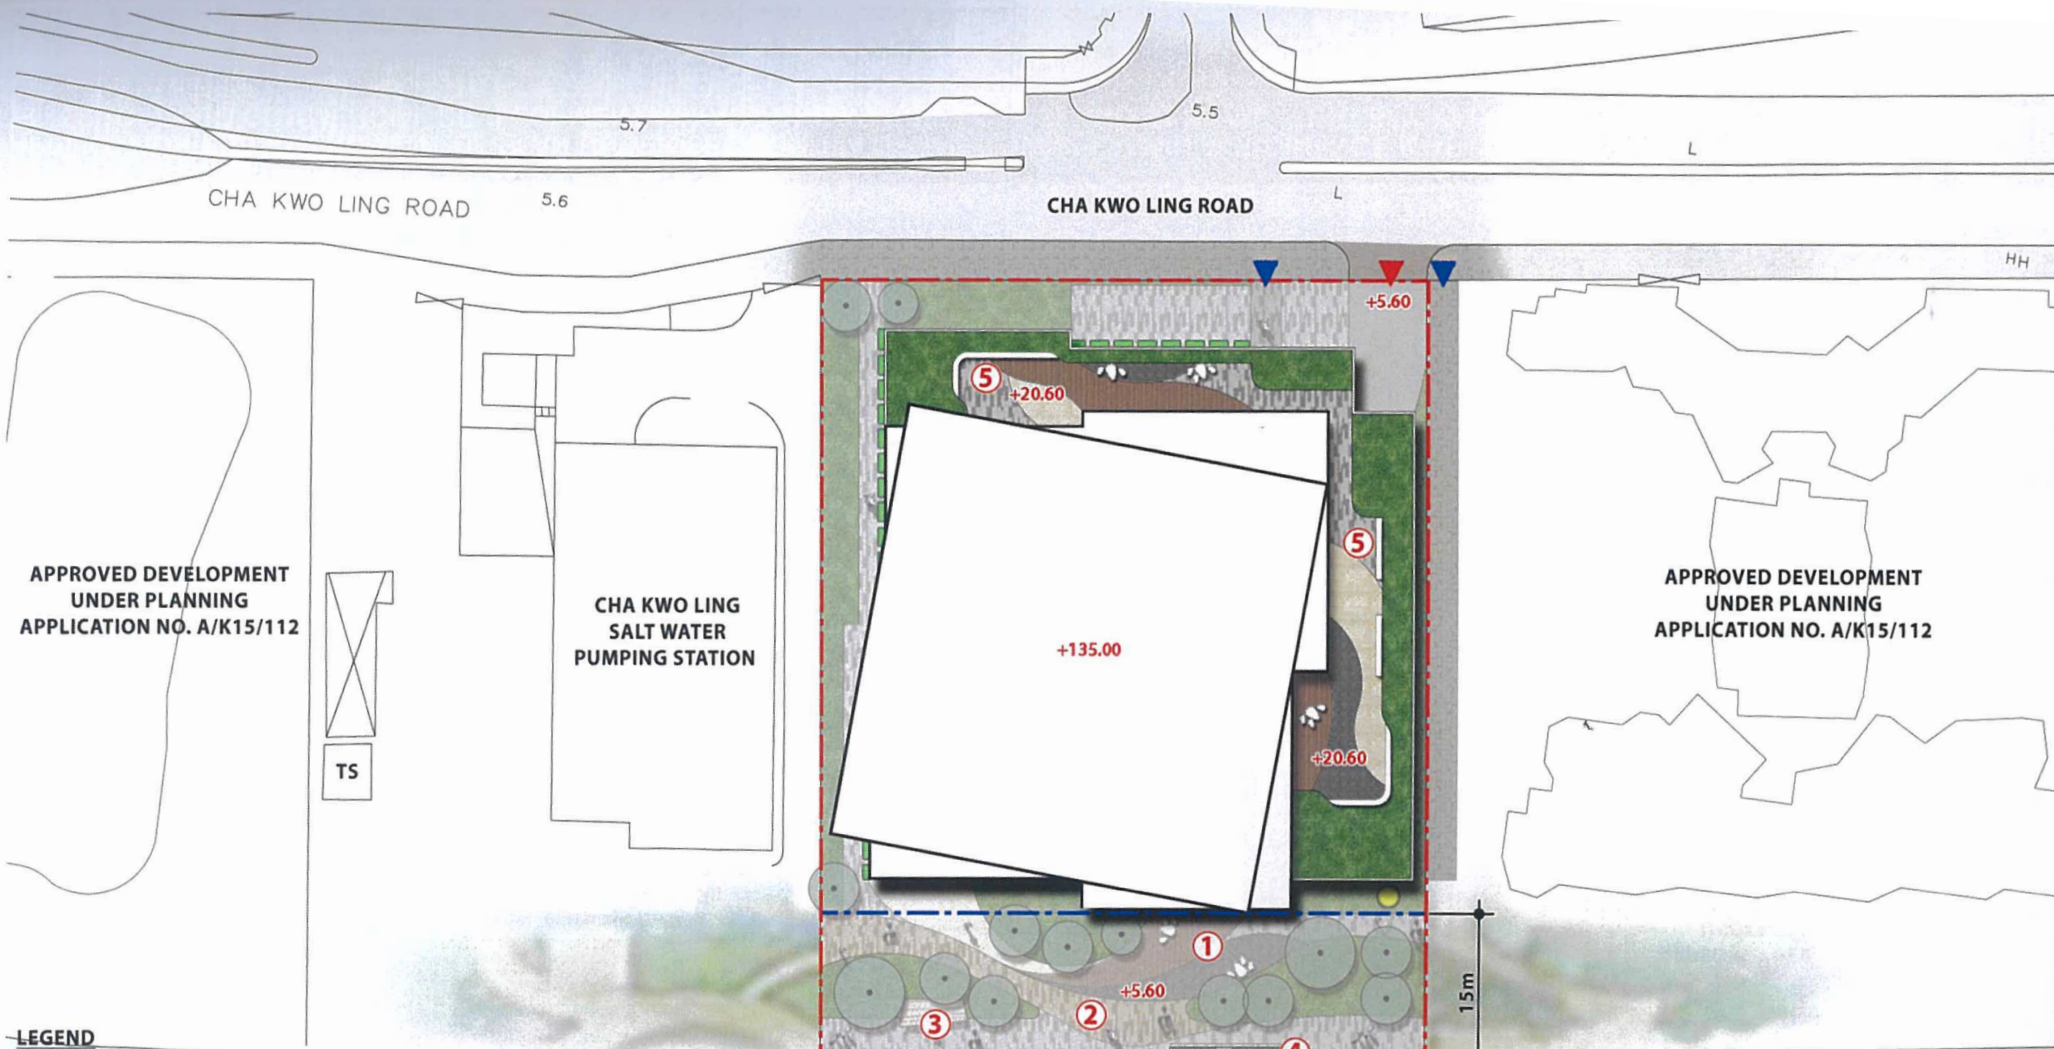 5.7
5.5
L
CHA KWO LING ROAD
5.6
CHA KWO LING ROAD
L
HH
+5.60
5
+20.60
5
APPROVED DEVELOPMENT
UNDER PLANNING
APPLICATION NO. A/K15/112
CHA KWO LING
SALT WATER
PUMPING STATION
+135.00
APPROVED DEVELOPMENT
UNDER PLANNING
APPLICATION NO. A/K15/112
TS
+20.60
1
+5.60
15m
2
3
4
LEGEND